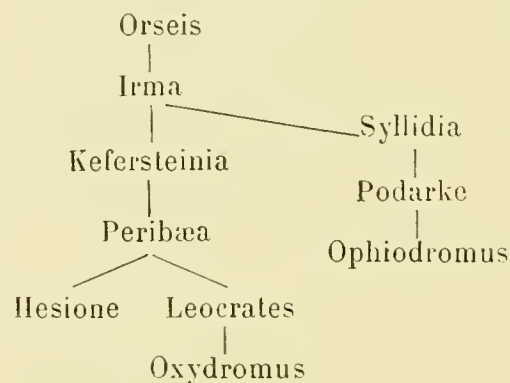 Orseis
Irma
Syllidia
Kefersteinia
Podarke
Peribæa
Ophiodromus
Hesione Leocrates
Oxydromus